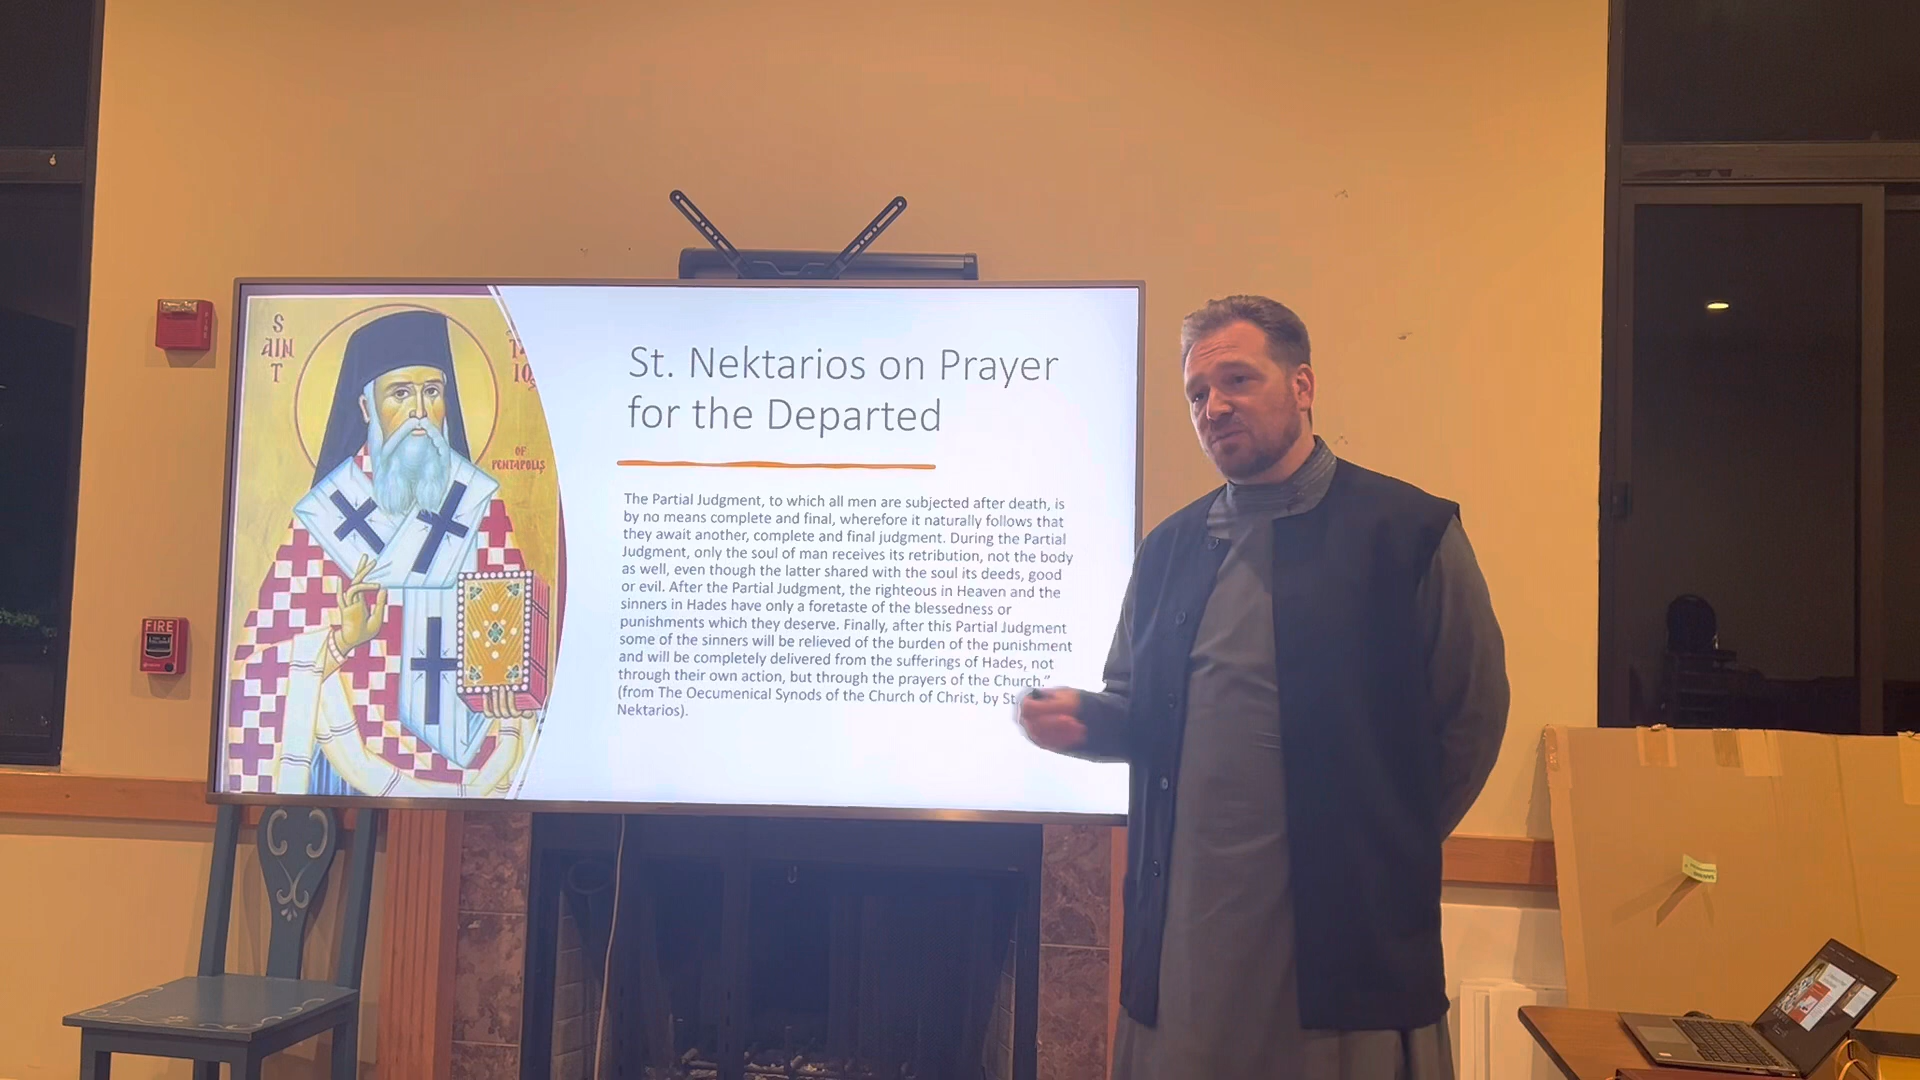 S
AIN
T
OF
PENTAPOLIS
St. Nektarios on Prayer
for the Departed
The Partial Judgment, to which all men are subjected after death, is
by no means complete and final, wherefore it naturally follows that
they await another, complete and final judgment. During the Partial
Judgment, only the soul of man receives its retribution, not the body
as well, even though the latter shared with the soul its deeds, good
or evil. After the Partial Judgment, the righteous in Heaven and the
sinners in Hades have only a foretaste of the blessedness or
punishments which they deserve. Finally, after this Partial Judgment
some of the sinners will be relieved of the burden of the punishment
and will be completely delivered from the sufferings of Hades, not
through their own action, but through the prayers of the Church.”
(from The Oecumenical Synods of the Church of Christ, by St.
Nektarios).
FIRE